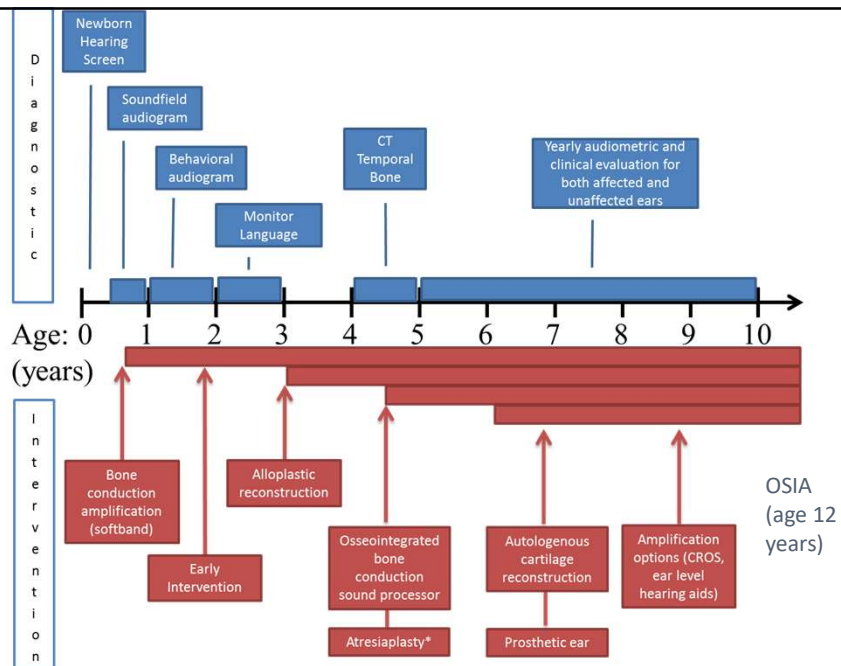 Diagnostic
Newborn
Hearing
Screen
Soundfield
audiogram
Behavioral
audiogram
Monitor
Language
CT
Temporal
Bone
Yearly audiometric and
clinical evaluation for
both affected and
unaffected ears
Age: 0 1 2 3 4 5 6 7 8 9 10
(years)
Intervention
Bone
conduction
amplification
(softband)
Early
Intervention
Alloplastic
reconstruction
Osseointegrated
bone
conduction
sound processor
Atresiaplasty*
Autologenous
cartilage
reconstruction
Prosthetic ear
Amplification
options (CROS,
ear level
hearing aids)
OSIA
(age 12
years)